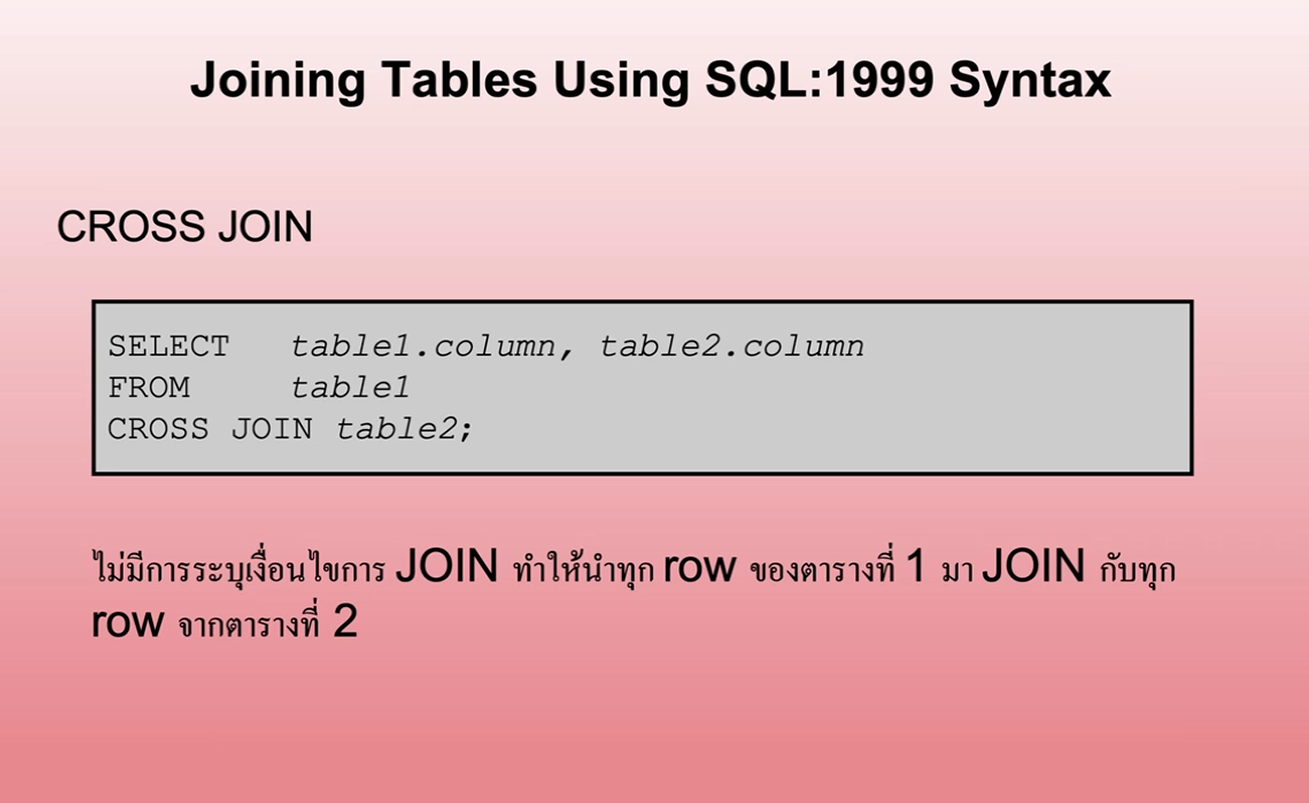 Joining Tables Using SQL:1999 Syntax
CROSS JOIN
SELECT table1.column, table2.column
FROM table1
CROSS JOIN table2;
ไม่มีการระบุเงื่อนไขการ JOIN ทำให้นำทุก row ของตารางที่ 1 มา JOIN กับทุก
row จากตารางที่ 2